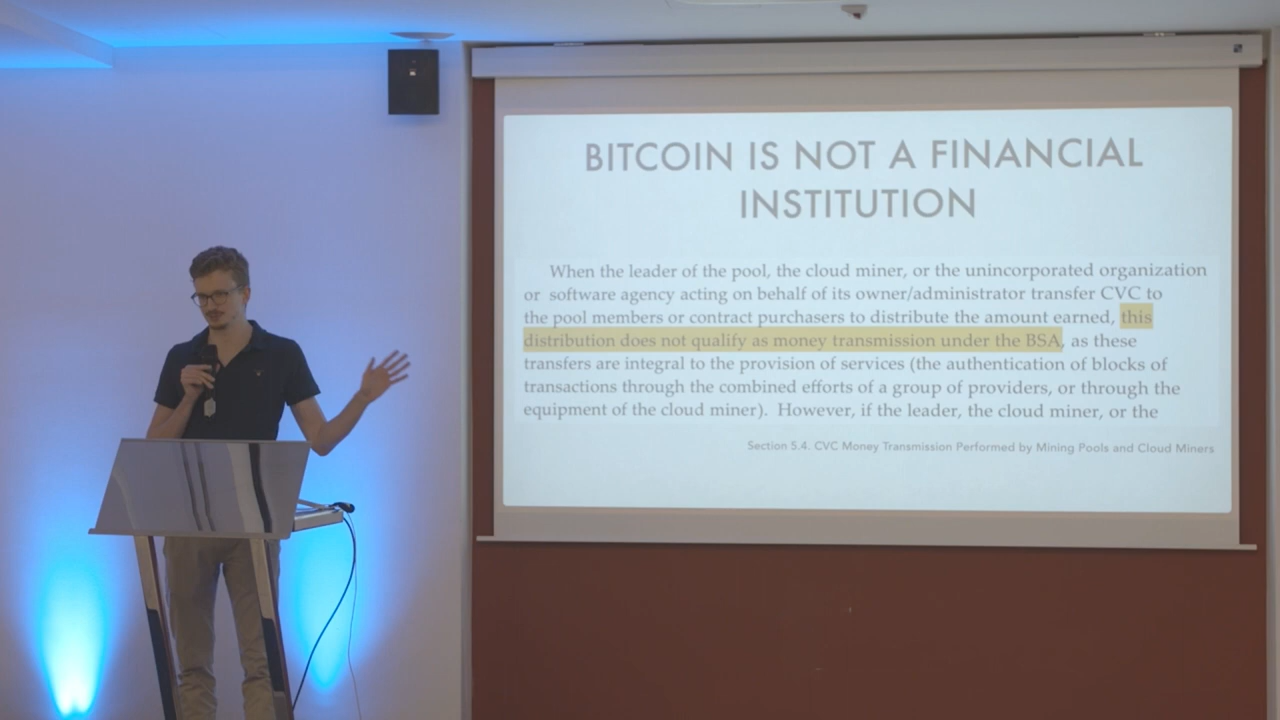 BITCOIN IS NOT A FINANCIAL
INSTITUTION
When the leader of the pool, the cloud miner, or the unincorporated organization
or software agency acting on behalf of its owner/administrator transfer CVC to
the pool members or contract purchasers to distribute the amount earned, this
distribution does not qualify as money transmission under the BSA, as these
transfers are integral to the provision of services (the authentication of blocks of
transactions through the combined efforts of a group of providers, or through the
equipment of the cloud miner). However, if the leader, the cloud miner, or the
Section 5.4. CVC Money Transmission Performed by Mining Pools and Cloud Miners